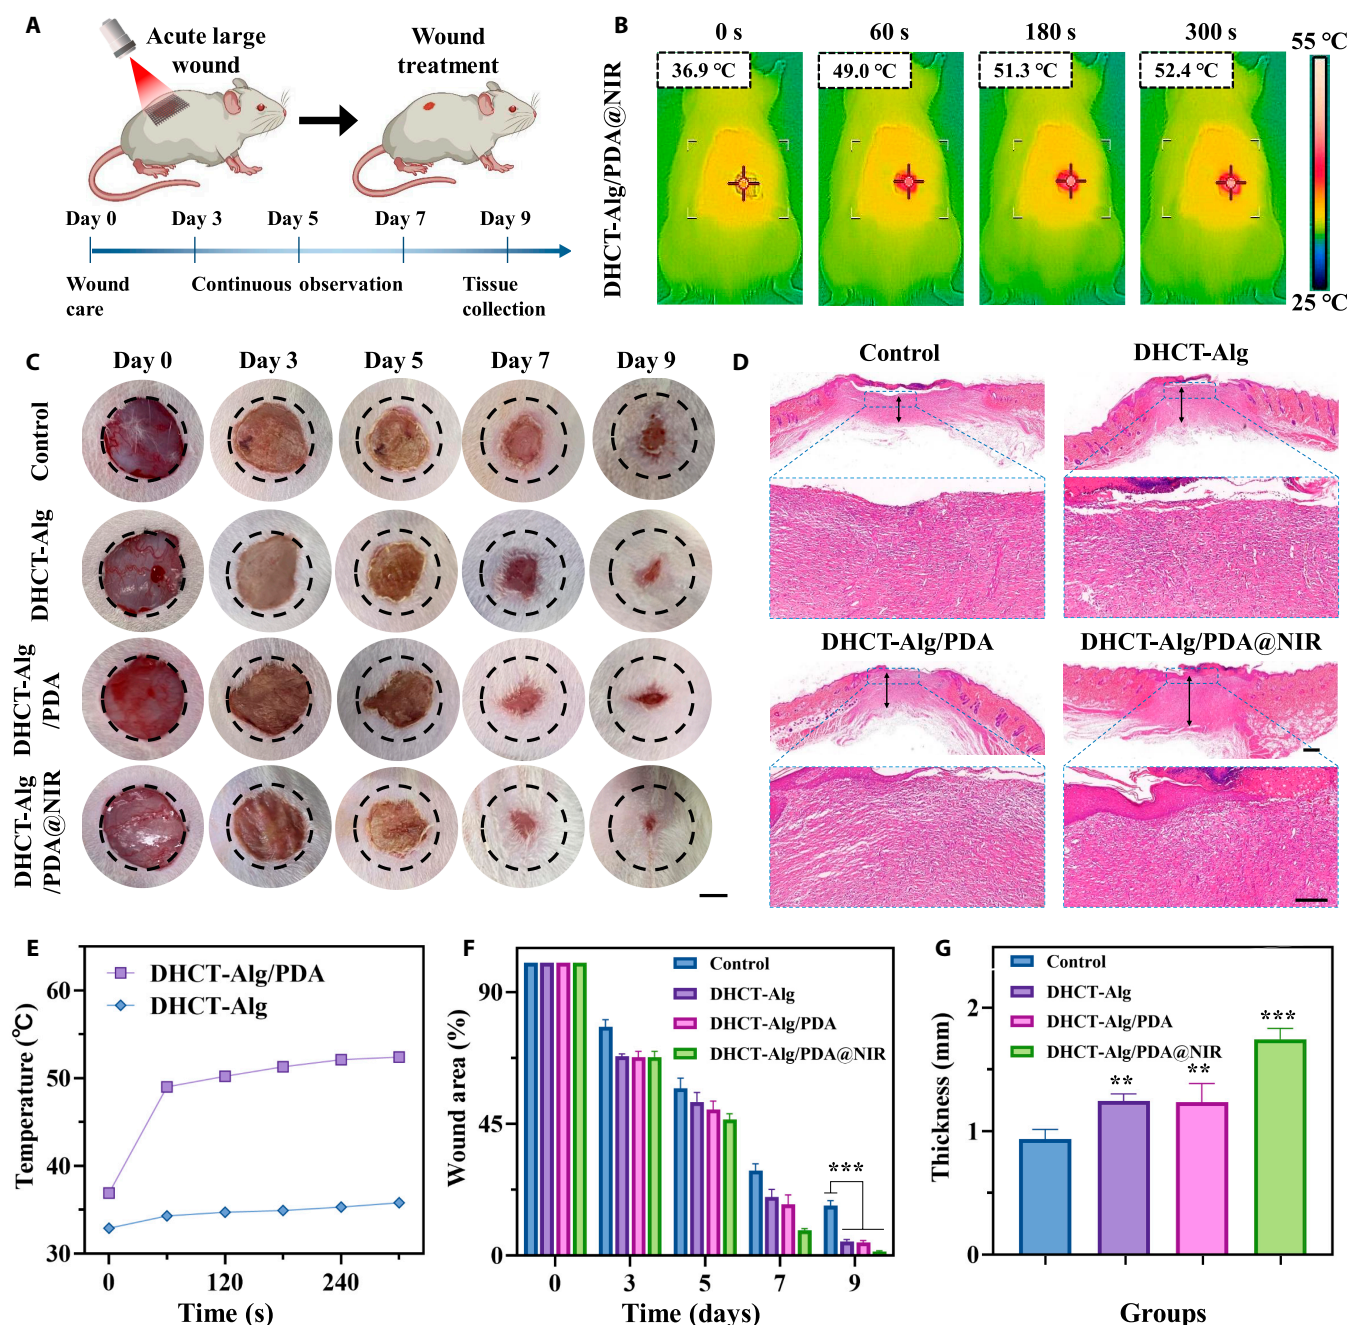 A
Acute large
wound
Wound
treatment
Day 0
Day 3
Day 5
Day 7
Day 9
Wound
care
Continuous observation
Tissue
collection
B
0 s
60 s
180 s
300 s
DHCT-Alg/PDA@NIR
36.9 °C
49.0 °C
51.3 °C
52.4 °C
55 °C
25 °C
C
Day 0
Day 3
Day 5
Day 7
Day 9
Control
DHCT-Alg
DHCT-Alg
/PDA
DHCT-Alg
/PDA@NIR
D
Control
DHCT-Alg
DHCT-Alg/PDA
DHCT-Alg/PDA@NIR
E
DHCT-Alg/PDA
DHCT-Alg
Temperature (°C)
60
50
40
30
0
120
240
Time (s)
F
Control
DHCT-Alg
DHCT-Alg/PDA
DHCT-Alg/PDA@NIR
Wound area (%)
90
45
0
***
0
3
5
7
9
Time (days)
G
Control
DHCT-Alg
DHCT-Alg/PDA
DHCT-Alg/PDA@NIR
Thickness (mm)
2
1
0
**
**
***
Groups